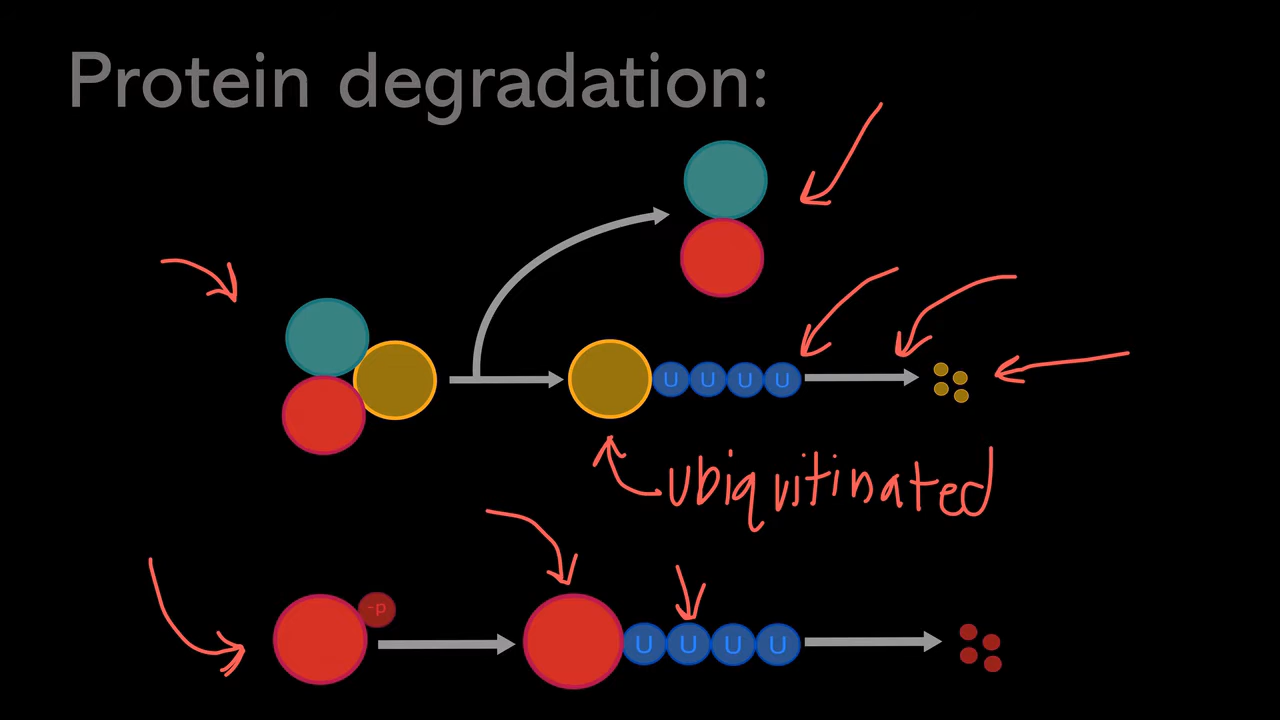 Protein degradation:
U U U U
ubiquitinated
-p
U U U U